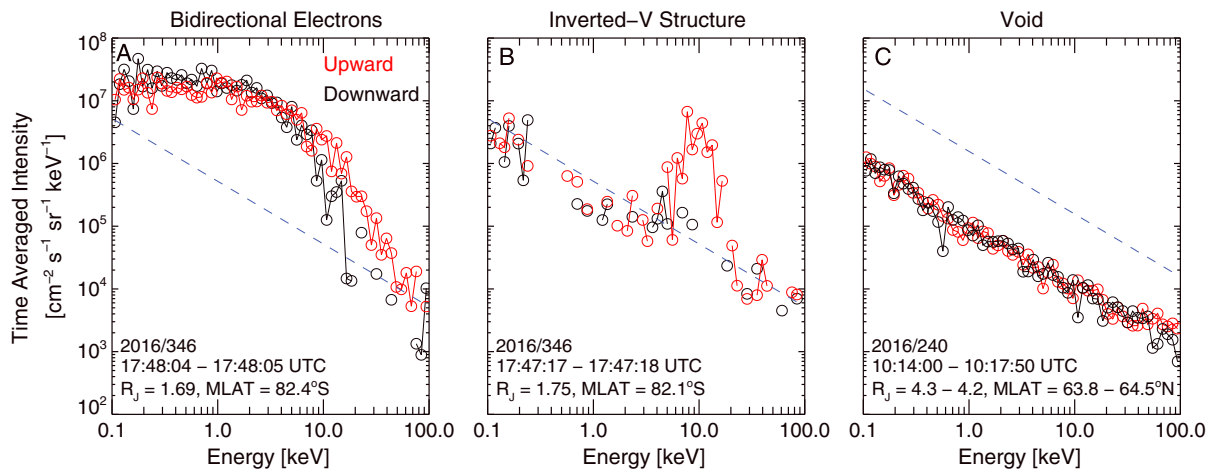 Bidirectional Electrons
Inverted−V Structure
Void
Time Averaged Intensity
[cm−2 s−1 sr−1 keV−1]
10^8
10^7
10^6
10^5
10^4
10^3
10^2
A
Upward
Downward
2016/346
17:48:04 − 17:48:05 UTC
R_J = 1.69, MLAT = 82.4°S
0.1 1.0 10.0 100.0
Energy [keV]
B
2016/346
17:47:17 − 17:47:18 UTC
R_J = 1.75, MLAT = 82.1°S
0.1 1.0 10.0 100.0
Energy [keV]
C
2016/240
10:14:00 − 10:17:50 UTC
R_J = 4.3 − 4.2, MLAT = 63.8 − 64.5°N
0.1 1.0 10.0 100.0
Energy [keV]